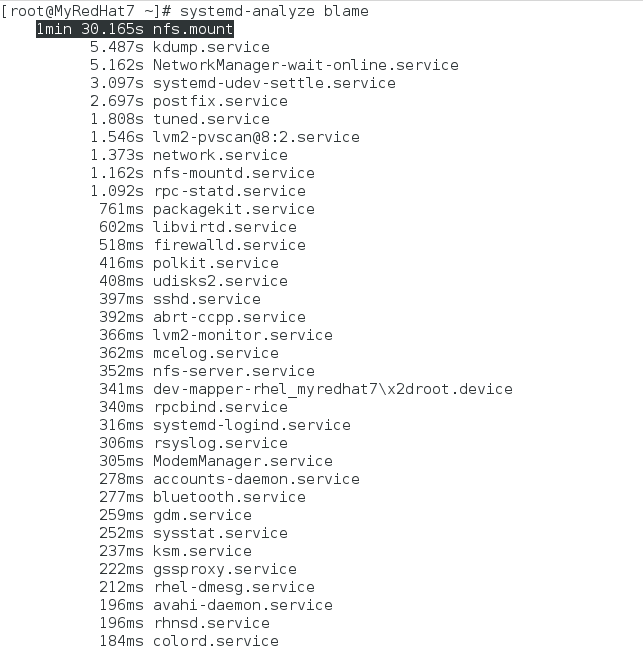 [root@MyRedHat7 ~]# systemd-analyze blame
1min 30.165s nfs.mount
5.487s kdump.service
5.162s NetworkManager-wait-online.service
3.097s systemd-udev-settle.service
2.697s postfix.service
1.808s tuned.service
1.546s lvm2-pvscan@8:2.service
1.373s network.service
1.162s nfs-mountd.service
1.092s rpc-statd.service
761ms packagekit.service
602ms libvirtd.service
518ms firewalld.service
416ms polkit.service
408ms udisks2.service
397ms sshd.service
392ms abrt-ccpp.service
366ms lvm2-monitor.service
362ms mcelog.service
352ms nfs-server.service
341ms dev-mapper-rhel_myredhat7\x2droot.device
340ms rpcbind.service
316ms systemd-logind.service
306ms rsyslog.service
305ms ModemManager.service
278ms accounts-daemon.service
277ms bluetooth.service
259ms gdm.service
252ms sysstat.service
237ms ksm.service
222ms gssproxy.service
212ms rhel-dmesg.service
196ms avahi-daemon.service
196ms rhnsd.service
184ms colord.service